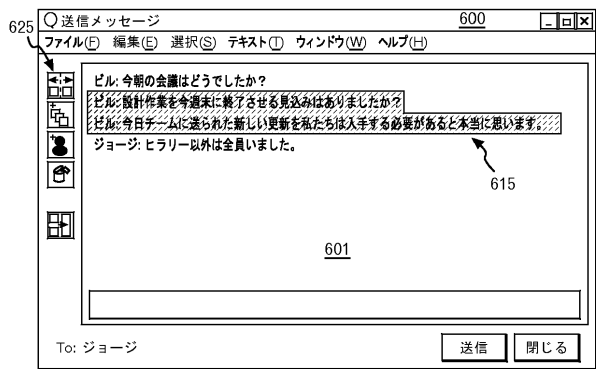 送信メッセージ 600
625
ファイル(F) 編集(E) 選択(S) テキスト(T) ウィンドウ(W) ヘルプ(H)
ビル: 今朝の会議はどうでしたか?
ビル: 設計作業を今週末に終了させる見込みはありましたか?
ビル: 今日チームに送られた新しい更新を私たちは入手する必要があると本当に思います。
ジョージ: ヒラリー以外は全員いました。
615
601
To: ジョージ 送信 閉じる